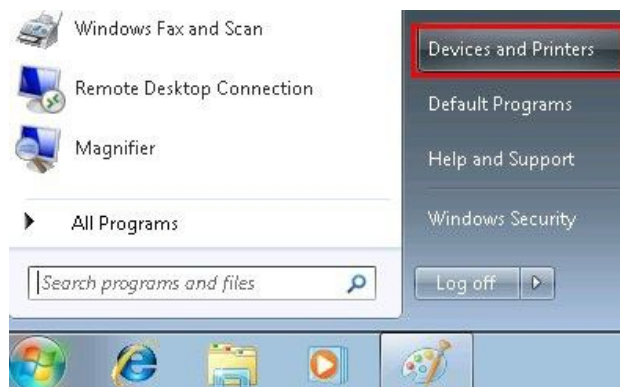 Windows Fax and Scan
Remote Desktop Connection
Magnifier
All Programs
Search programs and files
Devices and Printers
Default Programs
Help and Support
Windows Security
Log off